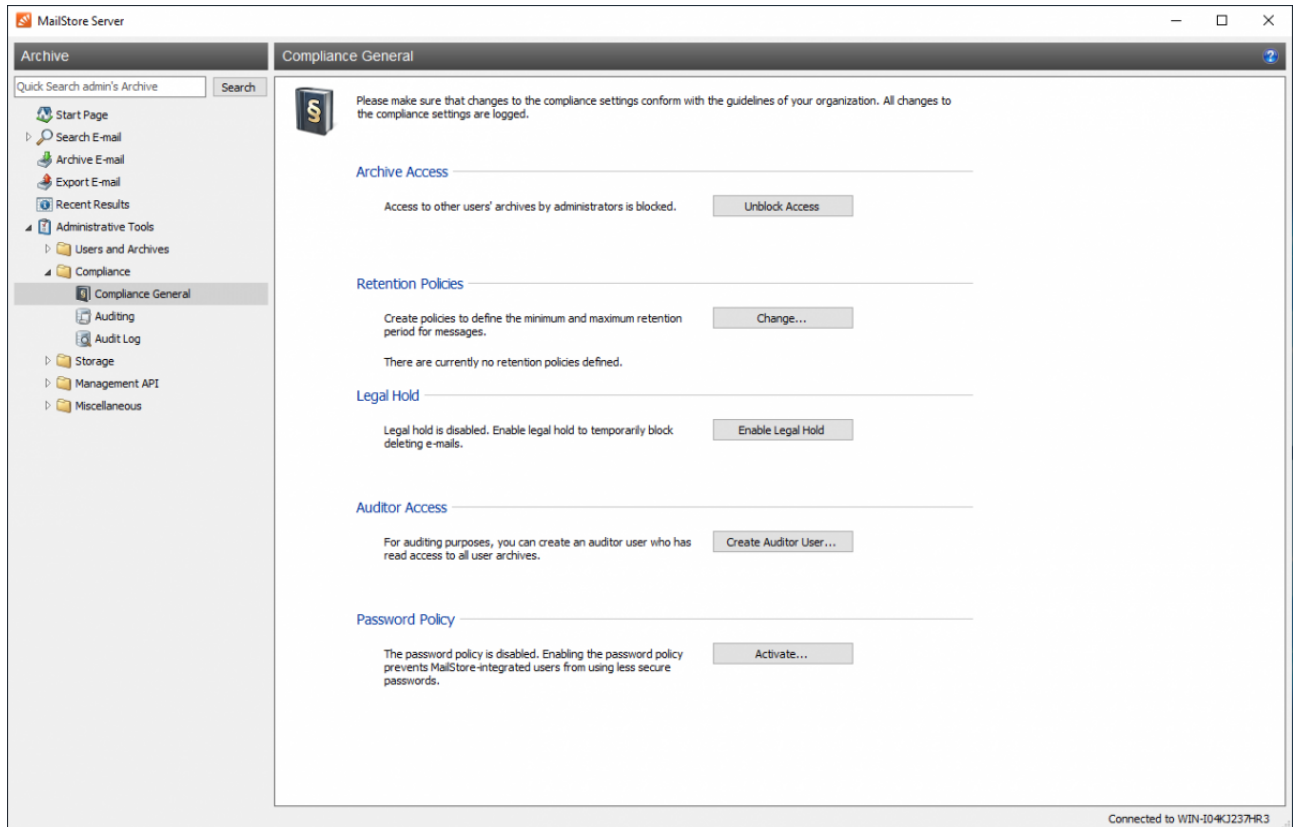 MailStore Server
Archive
Compliance General
Quick Search admin's Archive
Search
Start Page
Search E-mail
Archive E-mail
Export E-mail
Recent Results
Administrative Tools
Users and Archives
Compliance
Compliance General
Auditing
Audit Log
Storage
Management API
Miscellaneous
Please make sure that changes to the compliance settings conform with the guidelines of your organization. All changes to
the compliance settings are logged.
Archive Access
Access to other users' archives by administrators is blocked.
Unblock Access
Retention Policies
Create policies to define the minimum and maximum retention
period for messages.
Change...
There are currently no retention policies defined.
Legal Hold
Legal hold is disabled. Enable legal hold to temporarily block
deleting e-mails.
Enable Legal Hold
Auditor Access
For auditing purposes, you can create an auditor user who has
read access to all user archives.
Create Auditor User...
Password Policy
The password policy is disabled. Enabling the password policy
prevents MailStore-integrated users from using less secure
passwords.
Activate...
Connected to WIN-I04KJ237HR3